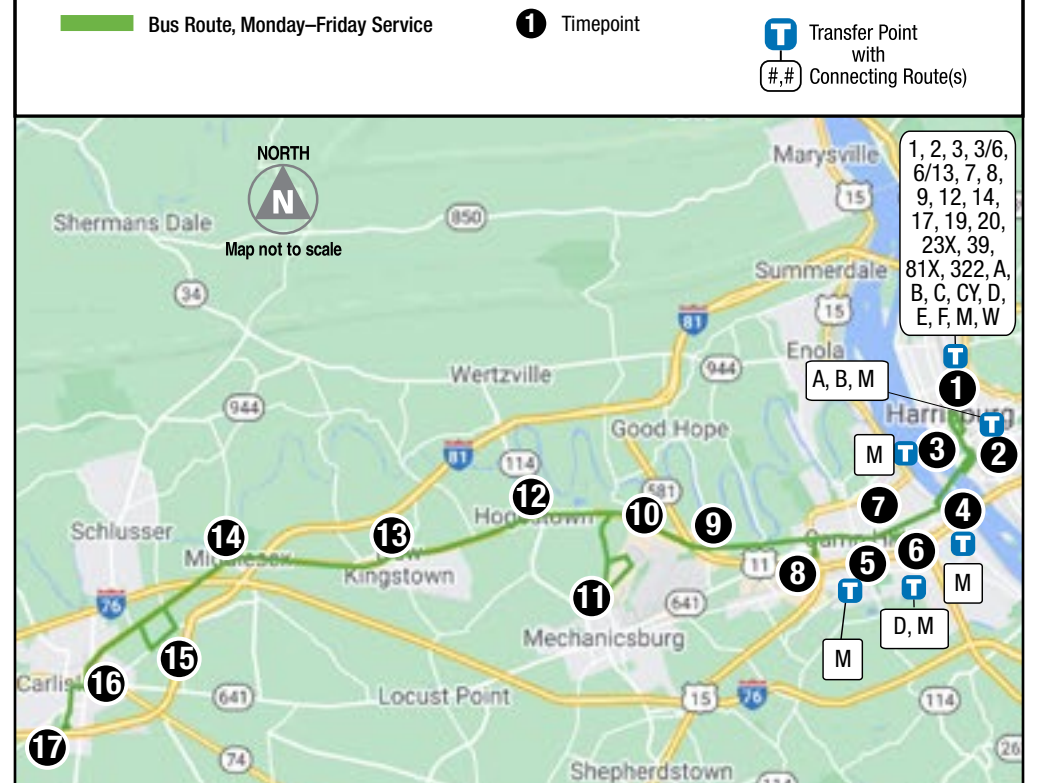 Bus Route, Monday–Friday Service
1 Timepoint
T Transfer Point
with
#,# Connecting Route(s)
NORTH
N
Map not to scale
Marysville
15
1, 2, 3, 3/6,
6/13, 7, 8,
9, 12, 14,
17, 19, 20,
23X, 39,
81X, 322, A,
B, C, CY, D,
E, F, M, W
T
1
Shermans Dale
850
34
Summerdale
15
81
Enola
944
Wertzville
A, B, M
944
Harrisburg
T
2
Good Hope
M
T
3
81
114
581
12
10
9
7
4
T
M
Schlusser
14
13
Kingstown
11
8
5
6
T
T
D, M
M
76
11
641
Mechanicsburg
15
16
641
Locust Point
15
76
114
17
74
26
Shepherdstown
114